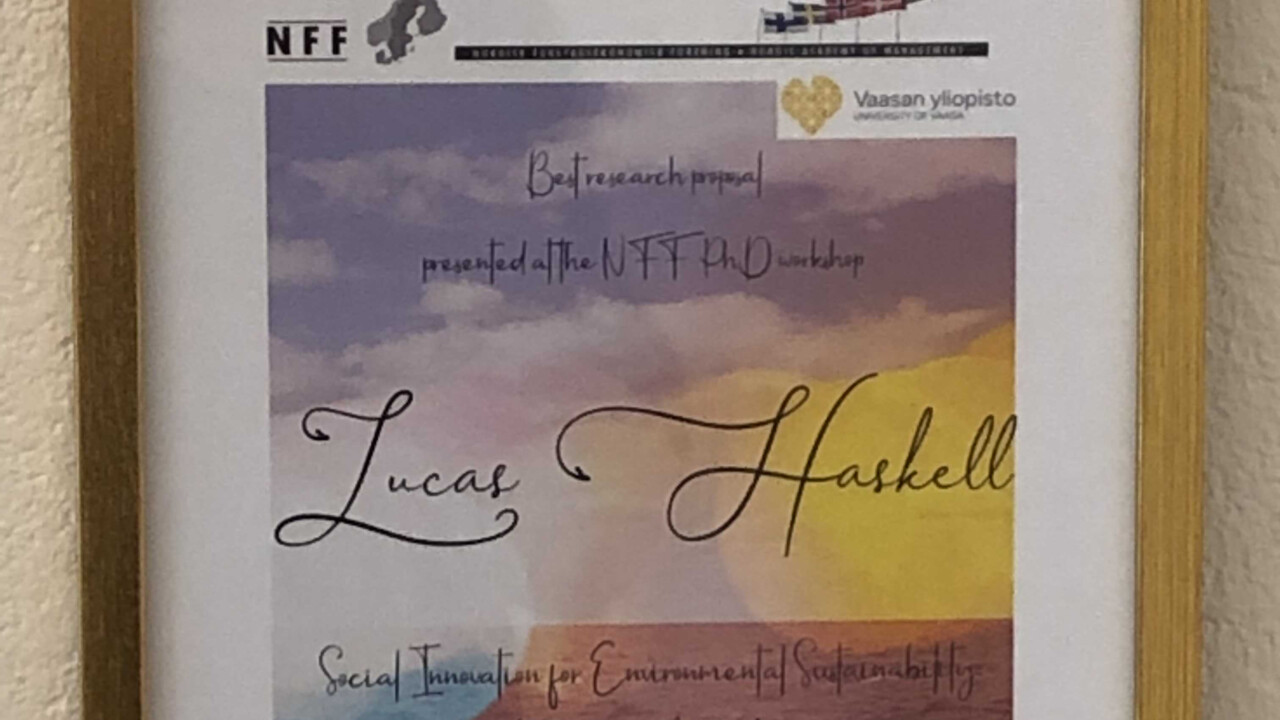 NFF
NORDISK FÖRETAGSEKONOMISK FÖRENING • NORDIC ACADEMY OF MANAGEMENT
Vaasan yliopisto
UNIVERSITY OF VAASA
Best research proposal
presented at the NFF PhD workshop
Lucas Haskell
Social Innovation for Environmental Sustainability: